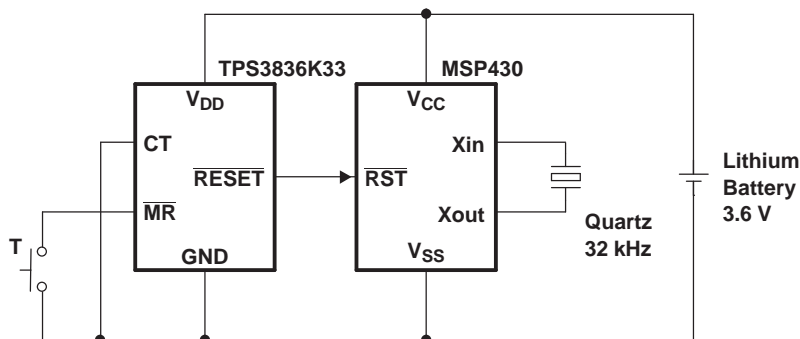 TPS3836K33
MSP430
VDD
VCC
CT
Xin
RESET
RST
MR
Xout
T
GND
VSS
Quartz
32 kHz
Lithium
Battery
3.6 V